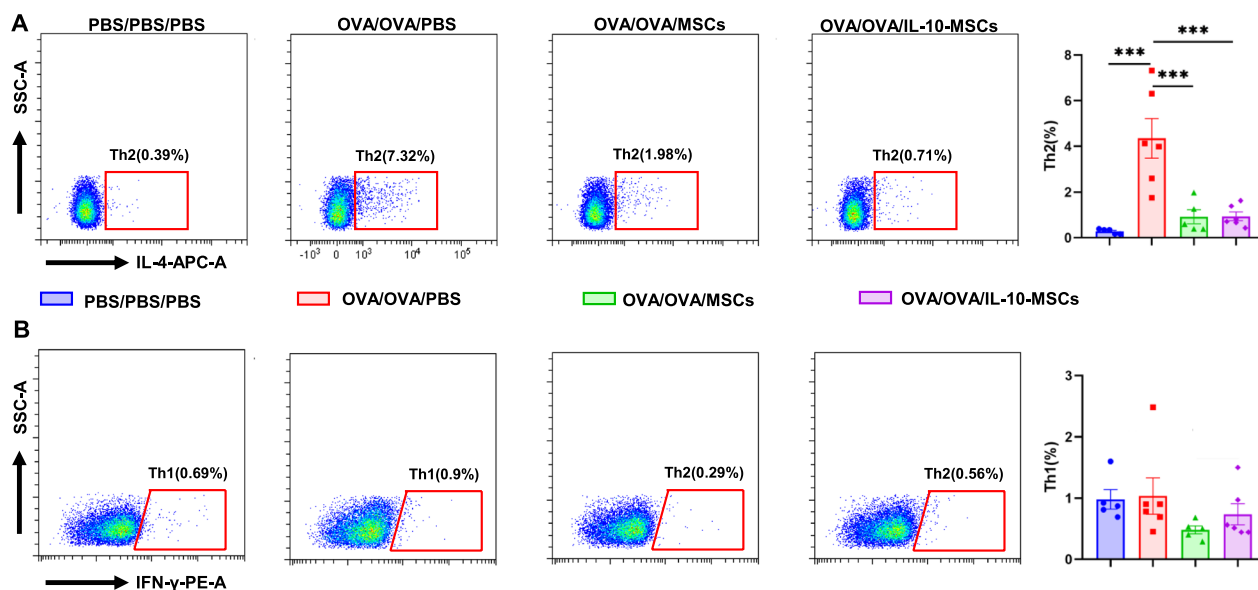 A
PBS/PBS/PBS
OVA/OVA/PBS
OVA/OVA/MSCs
OVA/OVA/IL-10-MSCs
SSC-A
Th2(0.39%)
Th2(7.32%)
Th2(1.98%)
Th2(0.71%)
-10³ 0 10³ 10⁴ 10⁵
IL-4-APC-A
*** *** ***
Th2(%)
8
6
4
2
0
PBS/PBS/PBS
OVA/OVA/PBS
OVA/OVA/MSCs
OVA/OVA/IL-10-MSCs
B
SSC-A
Th1(0.69%)
Th1(0.9%)
Th2(0.29%)
Th2(0.56%)
IFN-γ-PE-A
Th1(%)
3
2
1
0